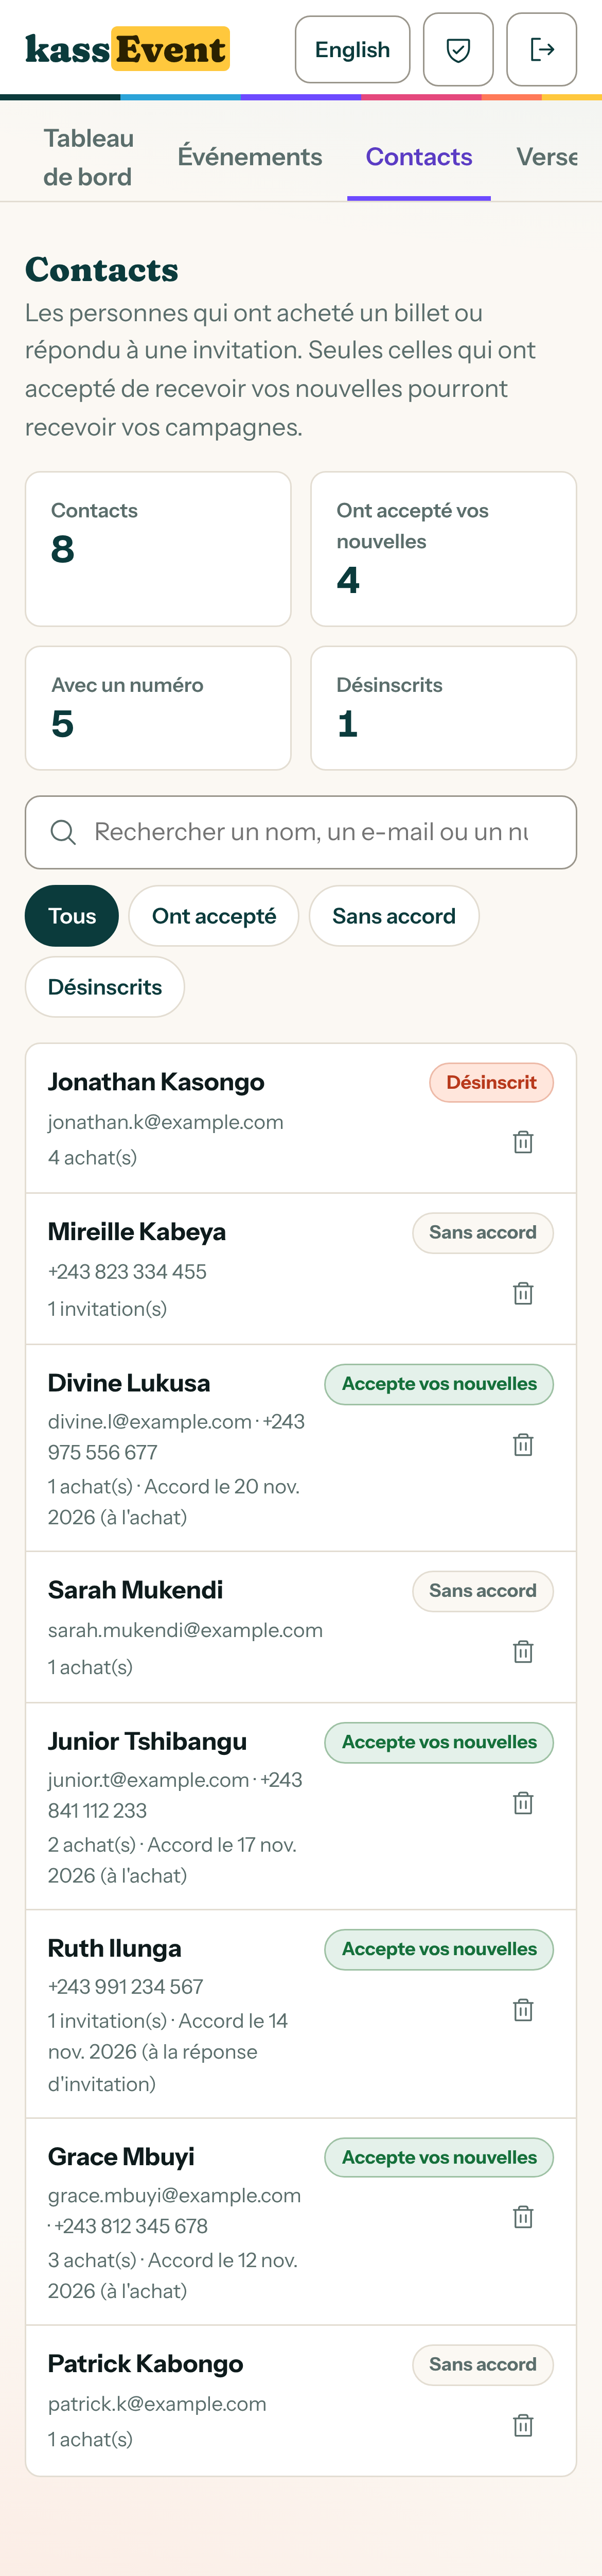 kassEvent
English
Tableau
de bord
Événements
Contacts
Verse
Contacts
Les personnes qui ont acheté un billet ou
répondu à une invitation. Seules celles qui ont
accepté de recevoir vos nouvelles pourront
recevoir vos campagnes.
Contacts
8
Ont accepté vos
nouvelles
4
Avec un numéro
5
Désinscrits
1
Rechercher un nom, un e-mail ou un nu
Tous
Ont accepté
Sans accord
Désinscrits
Jonathan Kasongo
Désinscrit
jonathan.k@example.com
4 achat(s)
Mireille Kabeya
Sans accord
+243 823 334 455
1 invitation(s)
Divine Lukusa
Accepte vos nouvelles
divine.l@example.com · +243
975 556 677
1 achat(s) · Accord le 20 nov.
2026 (à l'achat)
Sarah Mukendi
Sans accord
sarah.mukendi@example.com
1 achat(s)
Junior Tshibangu
Accepte vos nouvelles
junior.t@example.com · +243
841 112 233
2 achat(s) · Accord le 17 nov.
2026 (à l'achat)
Ruth Ilunga
Accepte vos nouvelles
+243 991 234 567
1 invitation(s) · Accord le 14
nov. 2026 (à la réponse
d'invitation)
Grace Mbuyi
Accepte vos nouvelles
grace.mbuyi@example.com
· +243 812 345 678
3 achat(s) · Accord le 12 nov.
2026 (à l'achat)
Patrick Kabongo
Sans accord
patrick.k@example.com
1 achat(s)